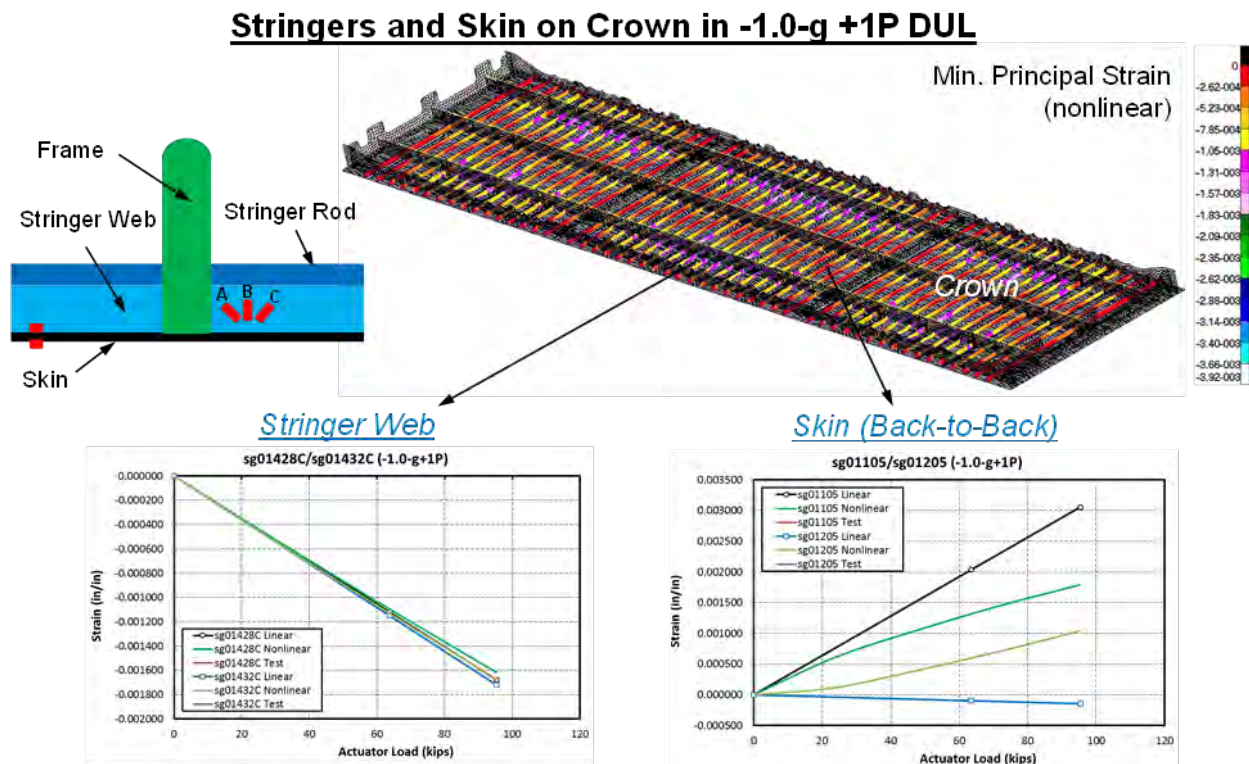 Stringers and Skin on Crown in -1.0-g +1P DUL
Min. Principal Strain
(nonlinear)
0
-2.62-004
-5.23-004
-7.85-004
-1.05-003
-1.31-003
-1.57-003
-1.83-003
-2.09-003
-2.35-003
-2.62-003
-2.88-003
-3.14-003
-3.40-003
-3.66-003
-3.92-003
Frame
Stringer Web
Stringer Rod
A B C
Skin
Crown
Stringer Web
sg01428C/sg01432C (-1.0-g+1P)
Strain (in/in)
-0.000000
-0.000200
-0.000400
-0.000600
-0.000800
-0.001000
-0.001200
-0.001400
-0.001600
-0.001800
-0.002000
sg01428C Linear
sg01428C Nonlinear
sg01428C Test
sg01432C Linear
sg01432C Nonlinear
sg01432C Test
0 20 40 60 80 100 120
Actuator Load (kips)
Skin (Back-to-Back)
sg01105/sg01205 (-1.0-g+1P)
Strain (in/in)
0.003500
0.003000
0.002500
0.002000
0.001500
0.001000
0.000500
0.000000
-0.000500
sg01105 Linear
sg01105 Nonlinear
sg01105 Test
sg01205 Linear
sg01205 Nonlinear
sg01205 Test
0 20 40 60 80 100 120
Actuator Load (kips)